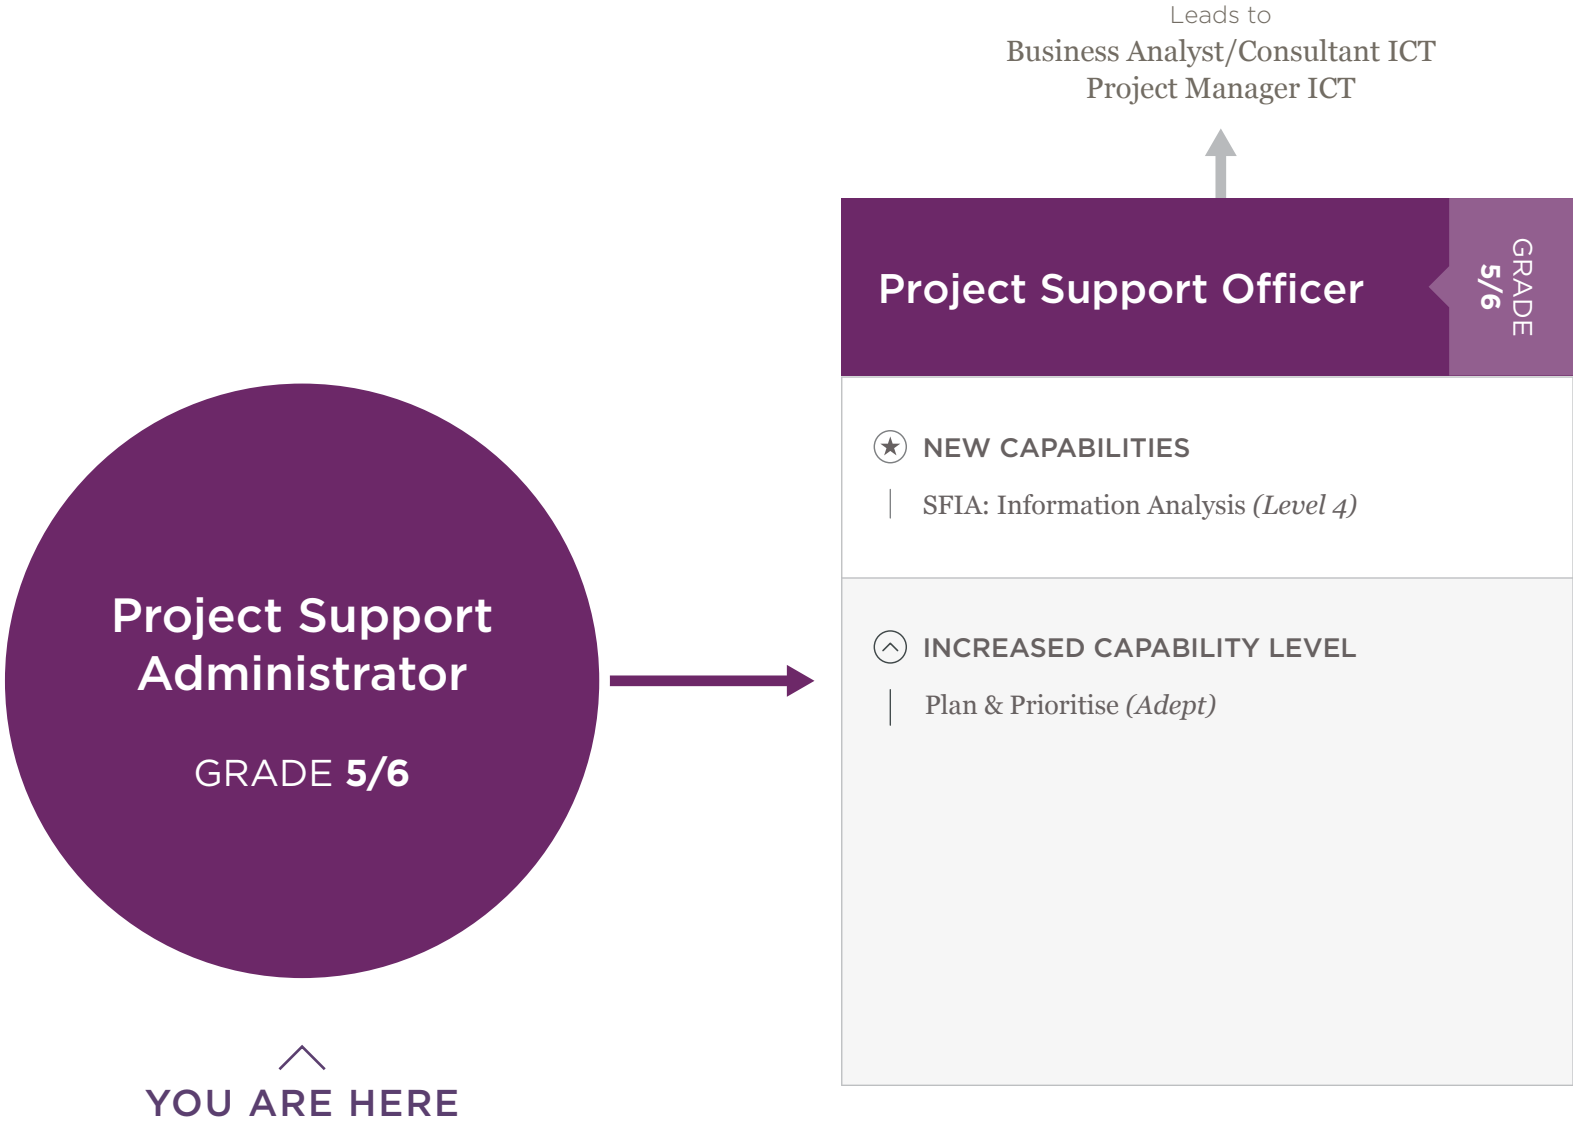 Leads to
Business Analyst/Consultant ICT
Project Manager ICT
Project Support Officer
GRADE
5/6
NEW CAPABILITIES
SFIA: Information Analysis (Level 4)
INCREASED CAPABILITY LEVEL
Plan & Prioritise (Adept)
Project Support
Administrator
GRADE 5/6
YOU ARE HERE